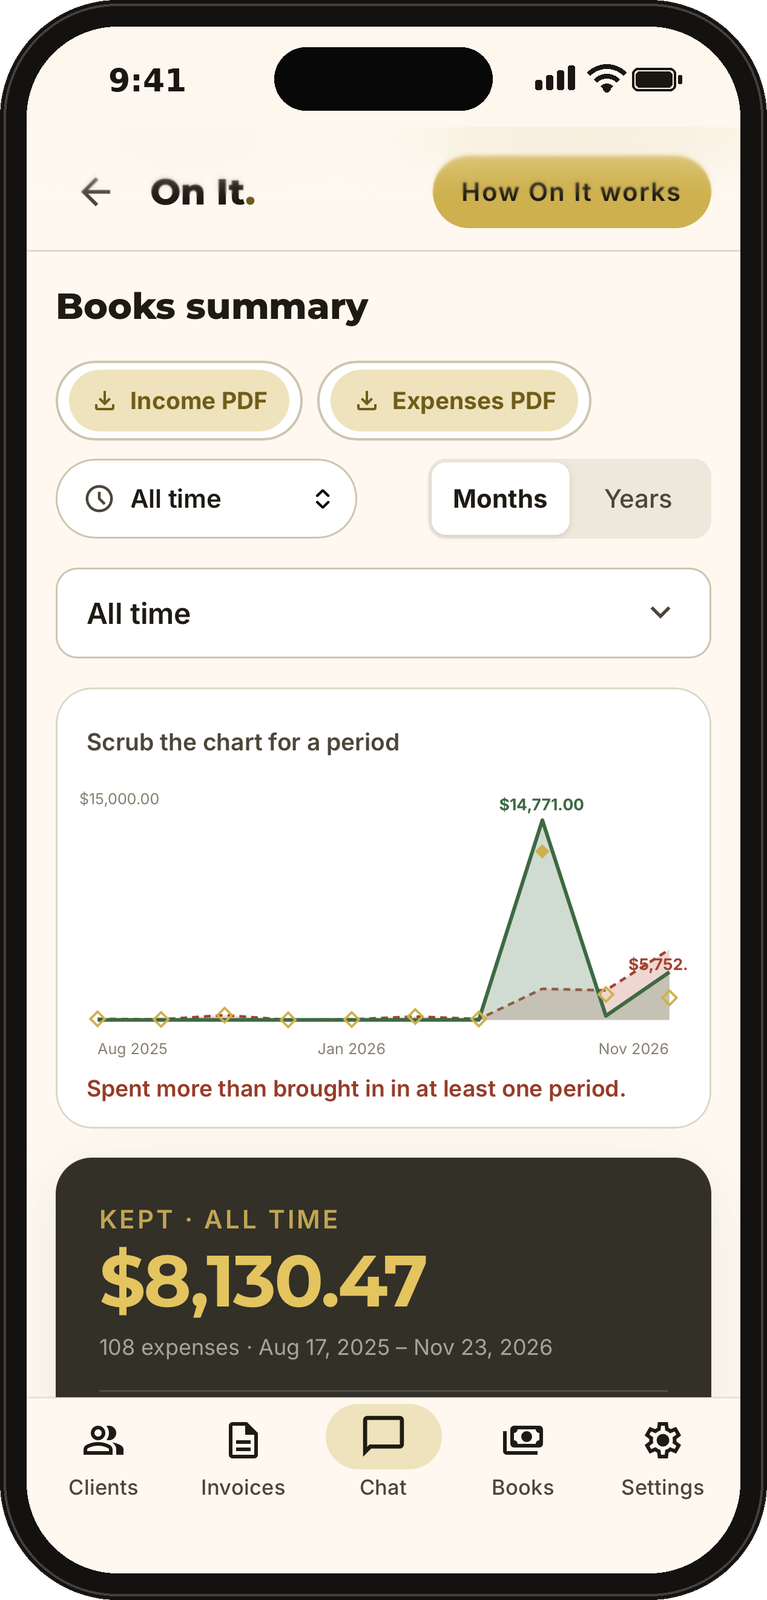 9:41
On It.
How On It works
Books summary
Income PDF
Expenses PDF
All time
Months
Years
All time
Scrub the chart for a period
$15,000.00
$14,771.00
$5,752.
Aug 2025
Jan 2026
Nov 2026
Spent more than brought in in at least one period.
KEPT · ALL TIME
$8,130.47
108 expenses · Aug 17, 2025 – Nov 23, 2026
Clients
Invoices
Chat
Books
Settings